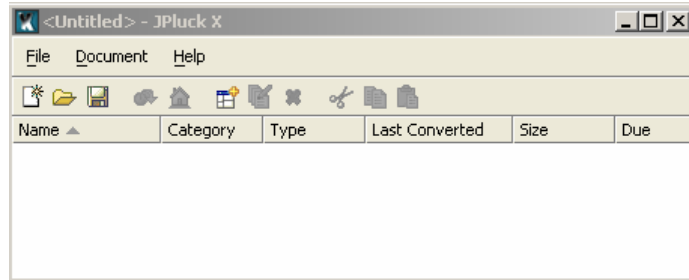 <Untitled> - JPluck X
File Document Help
Name Category Type Last Converted Size Due